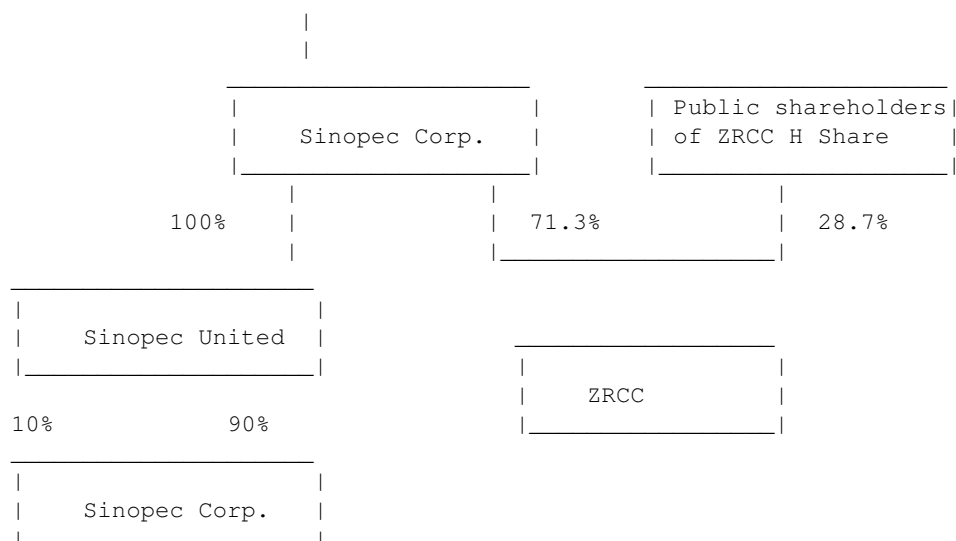 Public shareholders
Sinopec Corp. of ZRCC H Share
100% 71.3% 28.7%
Sinopec United
ZRCC
10% 90%
Sinopec Corp.